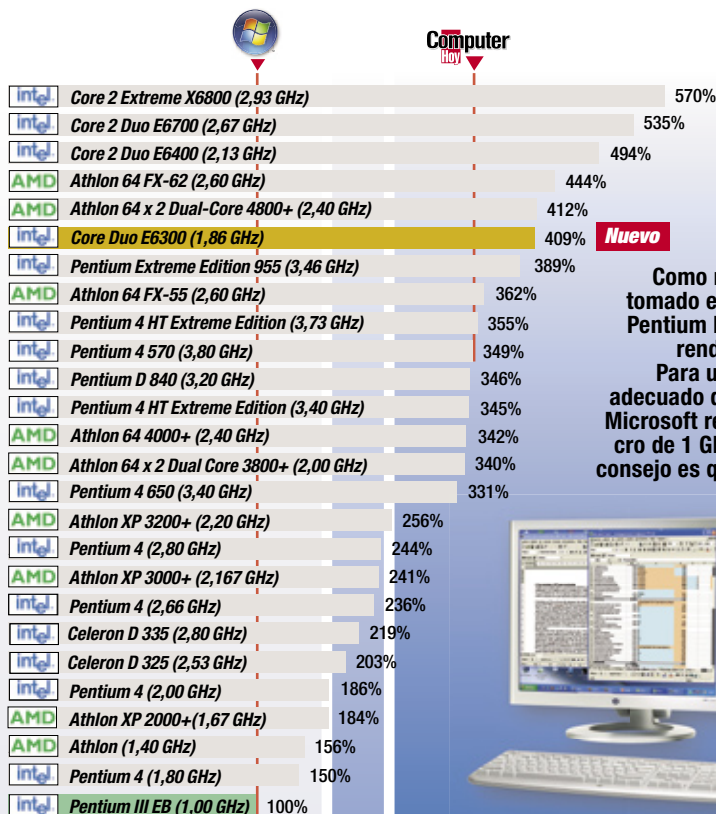 Computer
Hoy
intel Core 2 Extreme X6800 (2,93 GHz) 570%
intel Core 2 Duo E6700 (2,67 GHz) 535%
intel Core 2 Duo E6400 (2,13 GHz) 494%
AMD Athlon 64 FX-62 (2,60 GHz) 444%
AMD Athlon 64 x 2 Dual-Core 4800+ (2,40 GHz) 412%
intel Core Duo E6300 (1,86 GHz) 409% Nuevo
intel Pentium Extreme Edition 955 (3,46 GHz) 389%
AMD Athlon 64 FX-55 (2,60 GHz) 362%
intel Pentium 4 HT Extreme Edition (3,73 GHz) 355%
intel Pentium 4 570 (3,80 GHz) 349%
intel Pentium D 840 (3,20 GHz) 346%
intel Pentium 4 HT Extreme Edition (3,40 GHz) 345%
AMD Athlon 64 4000+ (2,40 GHz) 342%
AMD Athlon 64 x 2 Dual Core 3800+ (2,00 GHz) 340%
intel Pentium 4 650 (3,40 GHz) 331%
AMD Athlon XP 3200+ (2,20 GHz) 256%
intel Pentium 4 (2,80 GHz) 244%
AMD Athlon XP 3000+ (2,167 GHz) 241%
intel Pentium 4 (2,66 GHz) 236%
intel Celeron D 335 (2,80 GHz) 219%
intel Celeron D 325 (2,53 GHz) 203%
intel Pentium 4 (2,00 GHz) 186%
AMD Athlon XP 2000+(1,67 GHz) 184%
AMD Athlon (1,40 GHz) 156%
intel Pentium 4 (1,80 GHz) 150%
intel Pentium III EB (1,00 GHz) 100%
Como
tomado e
Pentium
rend
Para u
adecuado
Microsoft re
cro de 1 GH
consejo es q